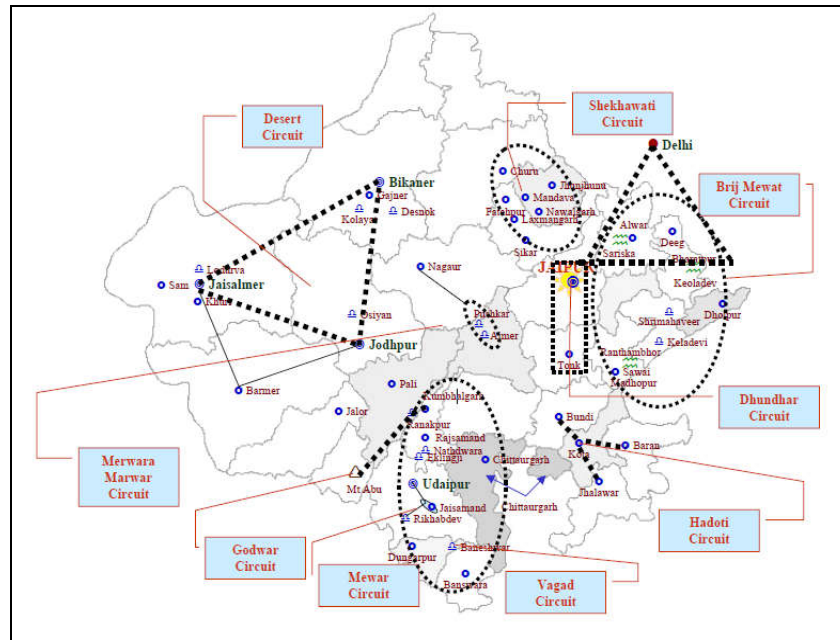 Shekhawati
Circuit
Desert
Circuit
Delhi
Brij Mewat
Circuit
Churu
Jhunjhunu
Mandava
Fatehpur
Nawalgarh
Laxmangarh
Sikar
Bikaner
Gajner
Kolayat
Deshnok
Alwar
Sariska
Deeg
Bharatpur
Keoladev
JAIPUR
Nagaur
Lodurva
Sam
Jaisalmer
Khuri
Osiyan
Pushkar
Ajmer
Shrimahaveer
Dholpur
Keladevi
Jodhpur
Tonk
Ranthambhor
Sawai
Madhopur
Barmer
Pali
Kumbhalgarh
Dhundhar
Circuit
Jalor
Ranakpur
Bundi
Rajsamand
Kota
Baran
Nathdwara
Eklingji
Chittaurgarh
Merwara
Marwar
Circuit
Mt Abu
Udaipur
Jhalawar
Chittaurgarh
Jaisamand
Rikhabdev
Hadoti
Circuit
Godwar
Circuit
Dungarpur
Baneshwar
Mewar
Circuit
Banswara
Vagad
Circuit